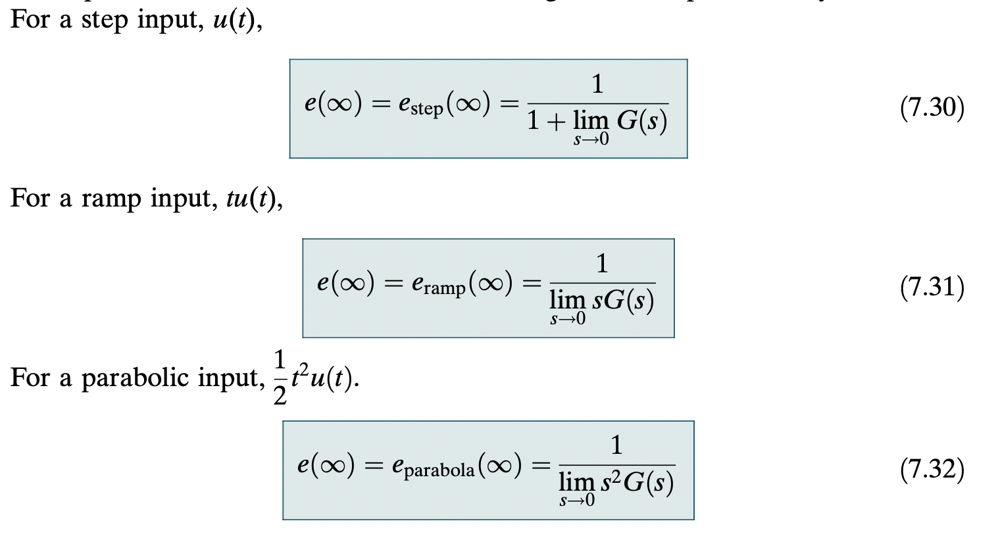 For a step input, u(t),
e(∞) = e_step(∞) = 1 / (1 + lim_{s→0} G(s)) (7.30)
For a ramp input, tu(t),
e(∞) = e_ramp(∞) = 1 / (lim_{s→0} sG(s)) (7.31)
For a parabolic input, 1/2 t²u(t).
e(∞) = e_parabola(∞) = 1 / (lim_{s→0} s²G(s)) (7.32)